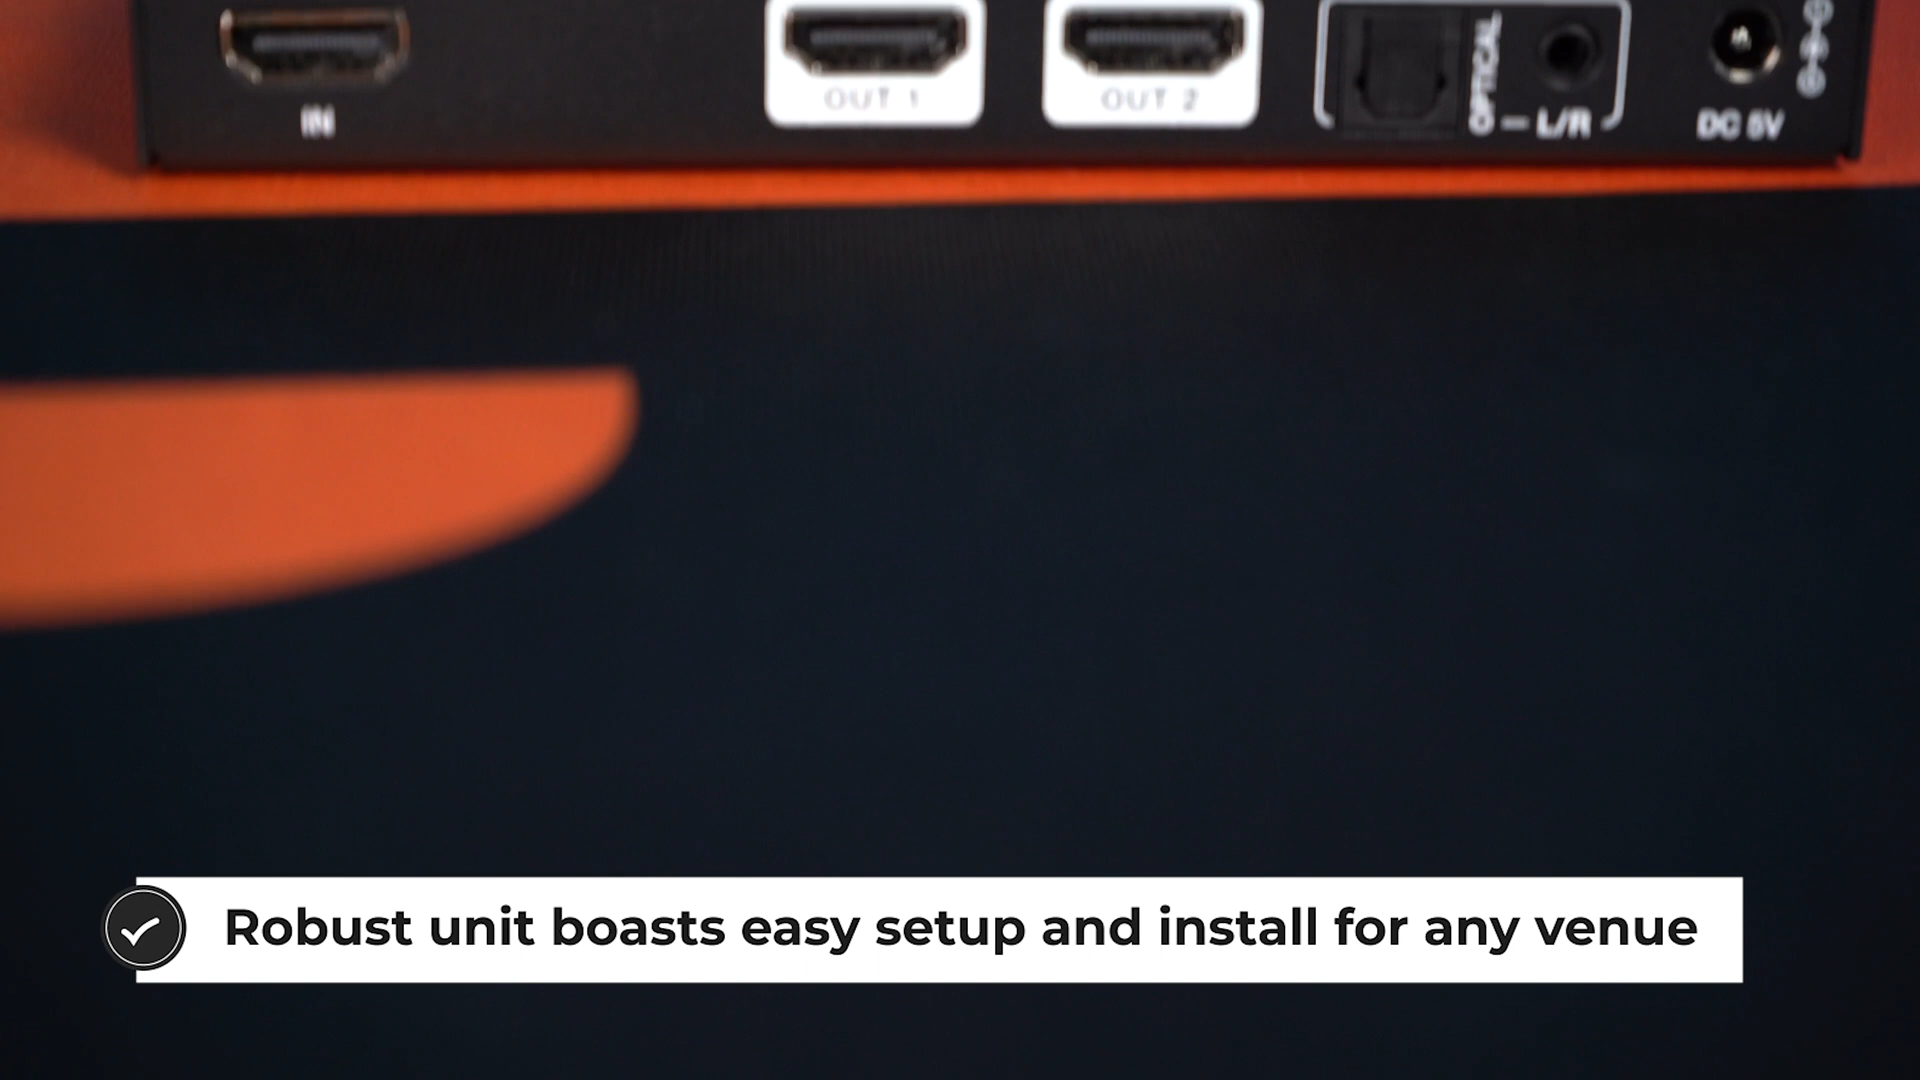 IN
OUT 1
OUT 2
OPTICAL
L/R
DC 5V
Robust unit boasts easy setup and install for any venue